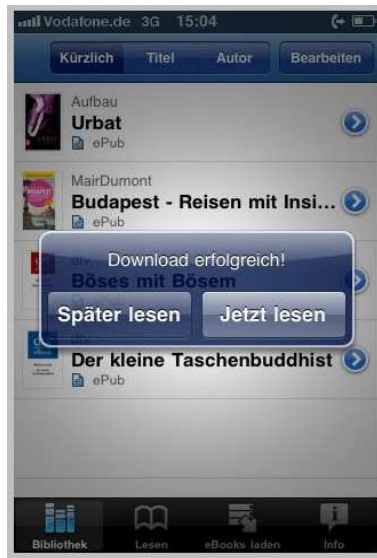 Vodafone.de 3G 15:04
Kürzlich Titel Autor Bearbeiten
Aufbau
Urbat
ePub
MairDumont
Budapest - Reisen mit Insi...
ePub
Download erfolgreich!
dtv
Böses mit Bösem
Später lesen Jetzt lesen
Der kleine Taschenbuddhist
ePub
Bibliothek Lesen eBooks laden Info